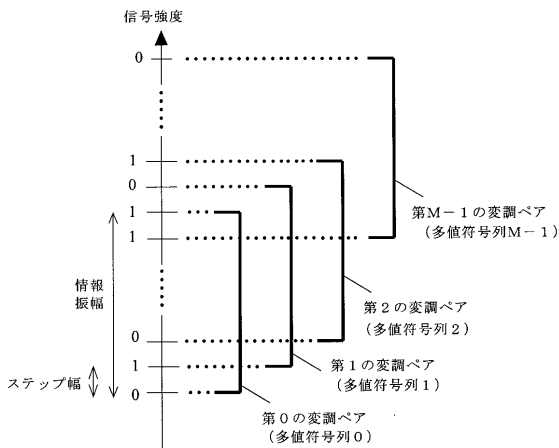 信号強度
0
1
0
1
1
第M－1の変調ペア
(多値符号列M－1)
情報
振幅
第2の変調ペア
(多値符号列2)
0
1
第1の変調ペア
(多値符号列1)
ステップ幅
0
第0の変調ペア
(多値符号列0)